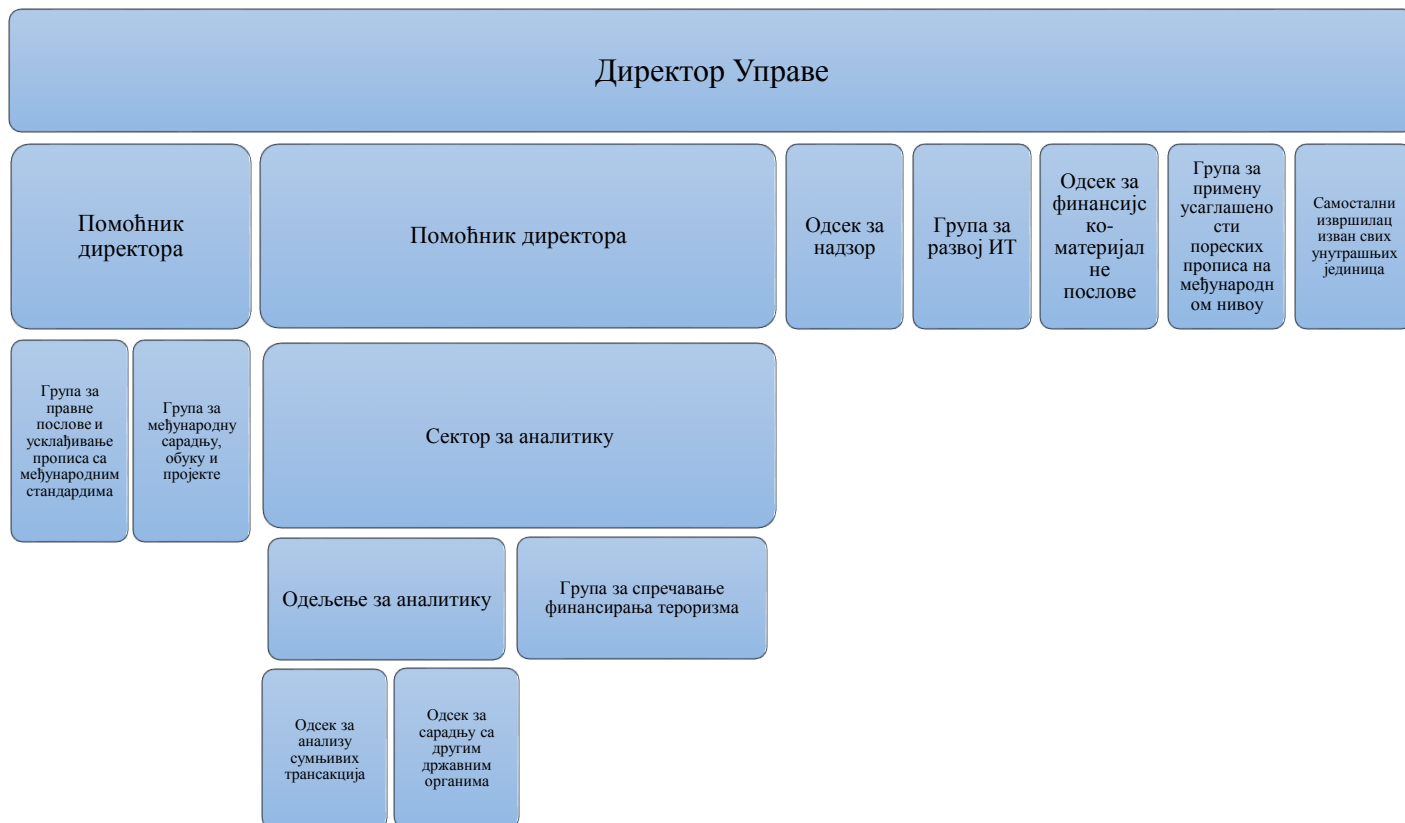 Директор Управе
Помоћник
директора
Помоћник директора
Одсек за
надзор
Група за
развој ИТ
Одсек за
финансијс
ко-
материјал
не
послове
Група за
примену
усаглашено
сти
пореских
прописа на
међународн
ом нивоу
Самостални
извршилац
изван свих
унутрашњих
јединица
Група за
правне
послове и
усклађивање
прописа са
међународним
стандардима
Група за
међународну
сарадњу,
обуку и
пројекте
Сектор за аналитику
Одељење за аналитику
Група за спречавање
финансирања тероризма
Одсек за
анализу
сумњивих
трансакција
Одсек за
сарадњу са
другим
државним
органима